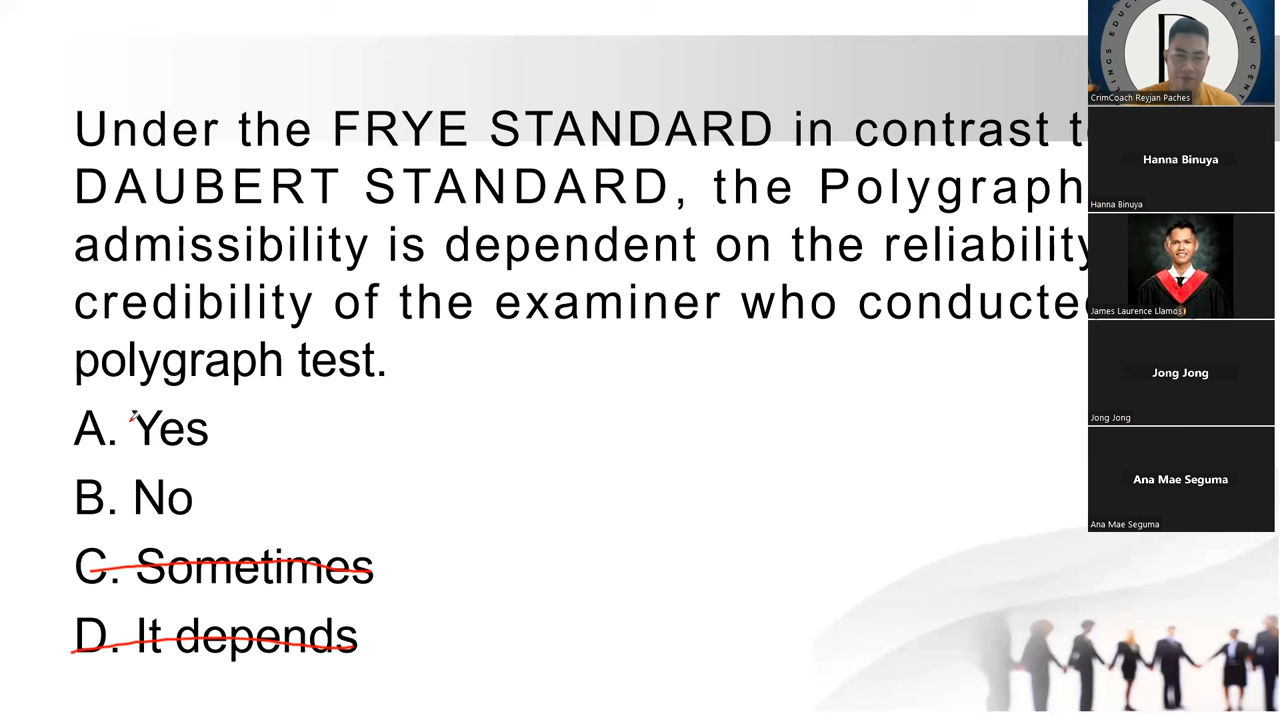 Under the FRYE STANDARD in contrast
DAUBERT STANDARD, the Polygraph
admissibility is dependent on the reliability
credibility of the examiner who conducted
polygraph test.
A. Yes
B. No
C. Sometimes
D. It depends
CrimCoach Reyjan Paches
Hanna Binuya
Hanna Binuya
James Laurence Llamos
Jong Jong
Jong Jong
Ana Mae Seguma
Ana Mae Seguma